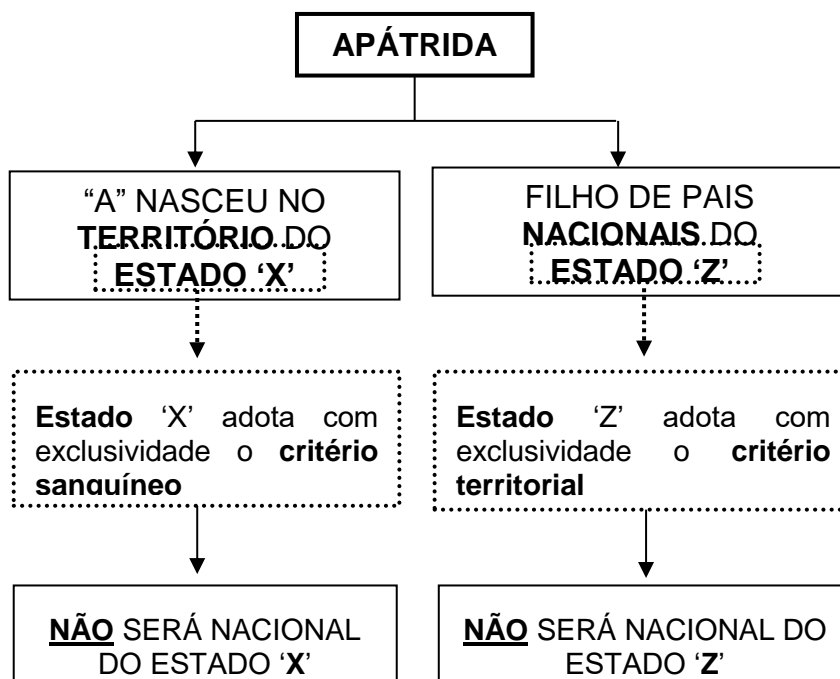 APÁTRIDA
“A” NASCEU NO
TERRITÓRIO DO
ESTADO ‘X’
FILHO DE PAIS
NACIONAIS DO
ESTADO ‘Z’
Estado ‘X’ adota com
exclusividade o critério
sanguíneo
Estado ‘Z’ adota com
exclusividade o critério
territorial
NÃO SERÁ NACIONAL
DO ESTADO ‘X’
NÃO SERÁ NACIONAL DO
ESTADO ‘Z’